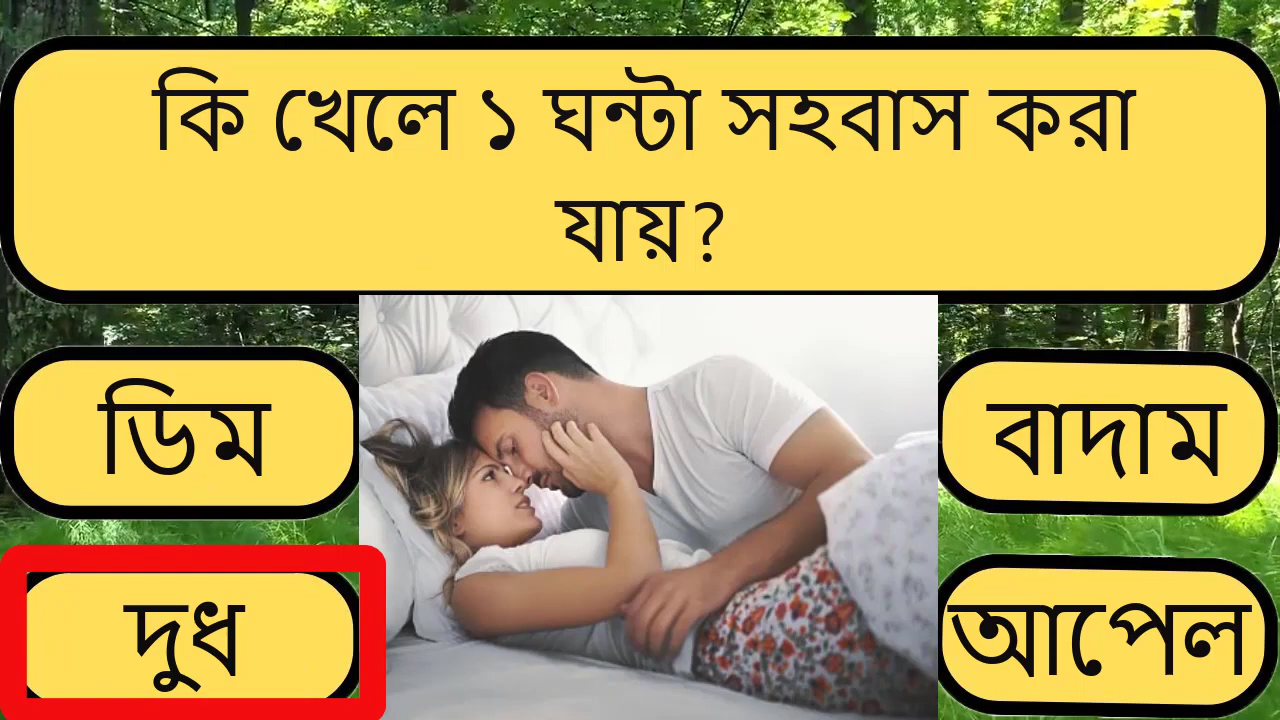 কি খেলে ১ ঘন্টা সহবাস করা
যায়?
ডিম
বাদাম
দুধ
আপেল